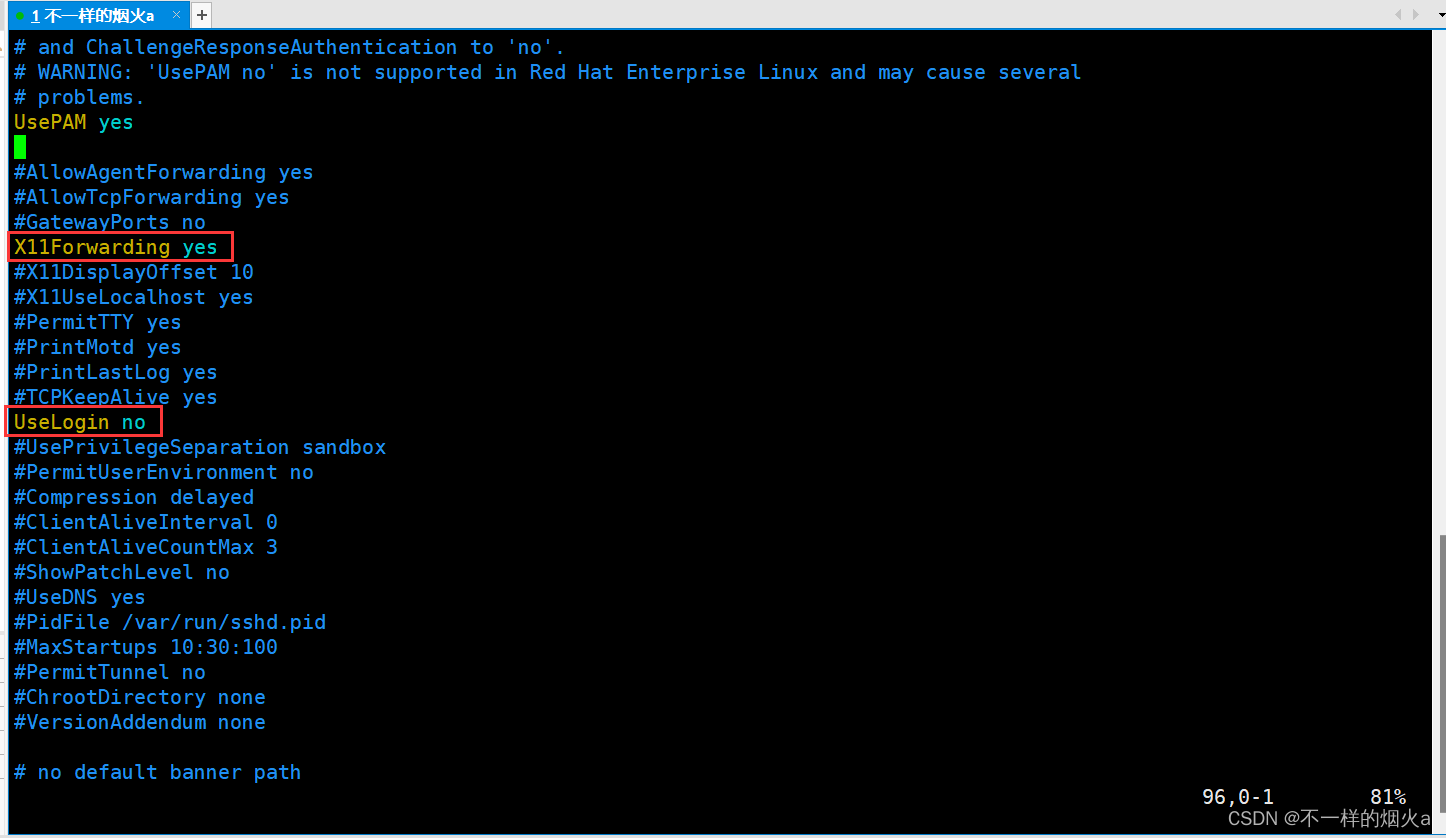 1 不一样的烟火a × +
# and ChallengeResponseAuthentication to 'no'.
# WARNING: 'UsePAM no' is not supported in Red Hat Enterprise Linux and may cause several
# problems.
UsePAM yes
#AllowAgentForwarding yes
#AllowTcpForwarding yes
#GatewayPorts no
X11Forwarding yes
#X11DisplayOffset 10
#X11UseLocalhost yes
#PermitTTY yes
#PrintMotd yes
#PrintLastLog yes
#TCPKeepAlive yes
UseLogin no
#UsePrivilegeSeparation sandbox
#PermitUserEnvironment no
#Compression delayed
#ClientAliveInterval 0
#ClientAliveCountMax 3
#ShowPatchLevel no
#UseDNS yes
#PidFile /var/run/sshd.pid
#MaxStartups 10:30:100
#PermitTunnel no
#ChrootDirectory none
#VersionAddendum none
# no default banner path
96,0-1 81%
CSDN @不一样的烟火a